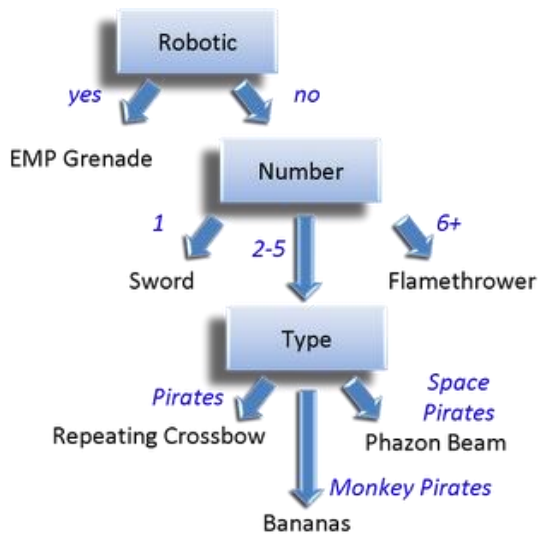 Robotic
yes
no
EMP Grenade
Number
1
2-5
6+
Sword
Flamethrower
Type
Pirates
Space
Pirates
Repeating Crossbow
Phazon Beam
Monkey Pirates
Bananas